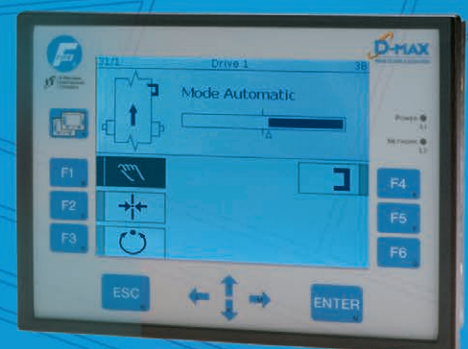 D-MAX
31/1 Drive 1 38
Mode Automatic
Power
Network
F1
F2
F3
F4
F5
F6
ESC
ENTER